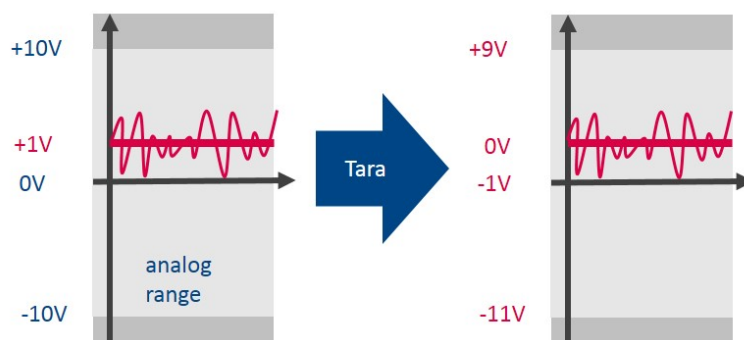 +10V
+1V
0V
-10V
analog
range
Tara
+9V
0V
-1V
-11V